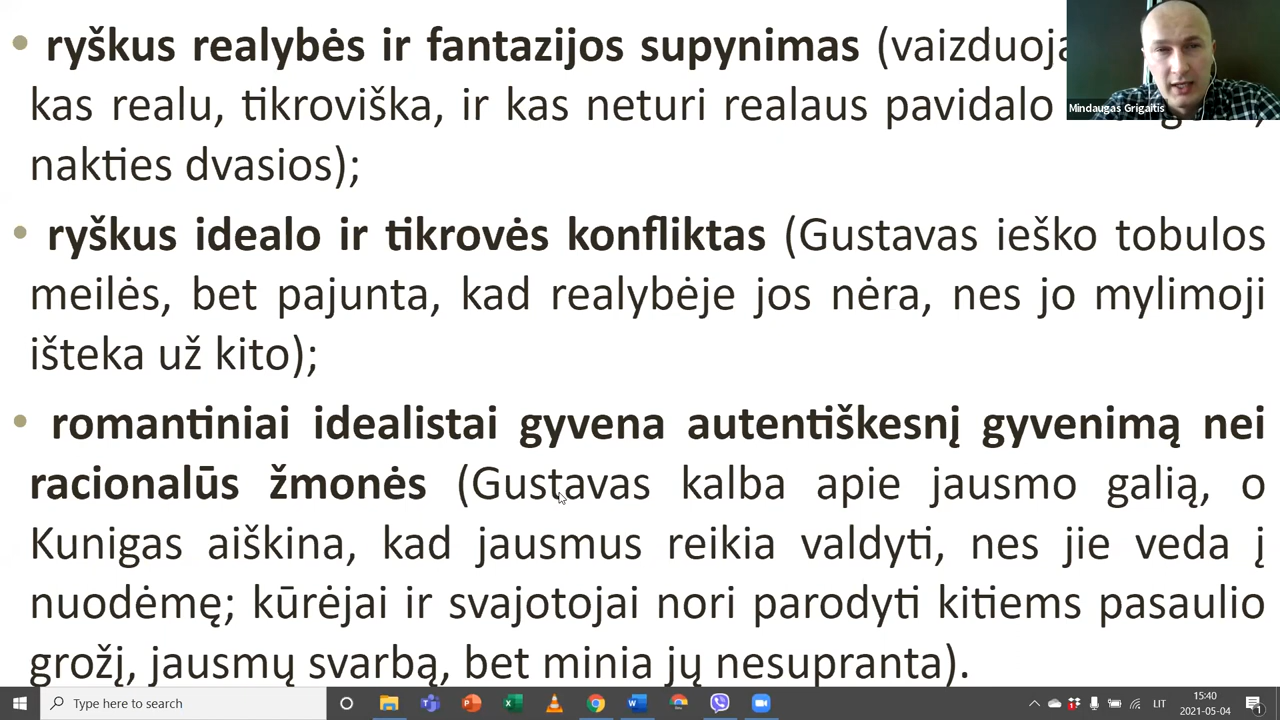 • ryškus realybės ir fantazijos supynimas (vaizduoja
kas realu, tikroviška, ir kas neturi realaus pavidalo
nakties dvasios);
• ryškus idealo ir tikrovės konfliktas (Gustavas ieško tobulos
meilės, bet pajunta, kad realybėje jos nėra, nes jo mylimoji
išteka už kito);
• romantiniai idealistai gyvena autentiškesnį gyvenimą nei
racionalūs žmonės (Gustavas kalba apie jausmo galią, o
Kunigas aiškina, kad jausmus reikia valdyti, nes jie veda į
nuodėmę; kūrėjai ir svajotojai nori parodyti kitiems pasaulio
grožį, jausmų svarbą, bet minia jų nesupranta).
Mindaugas Grigaitis
Type here to search
LIT
15:40
2021-05-04